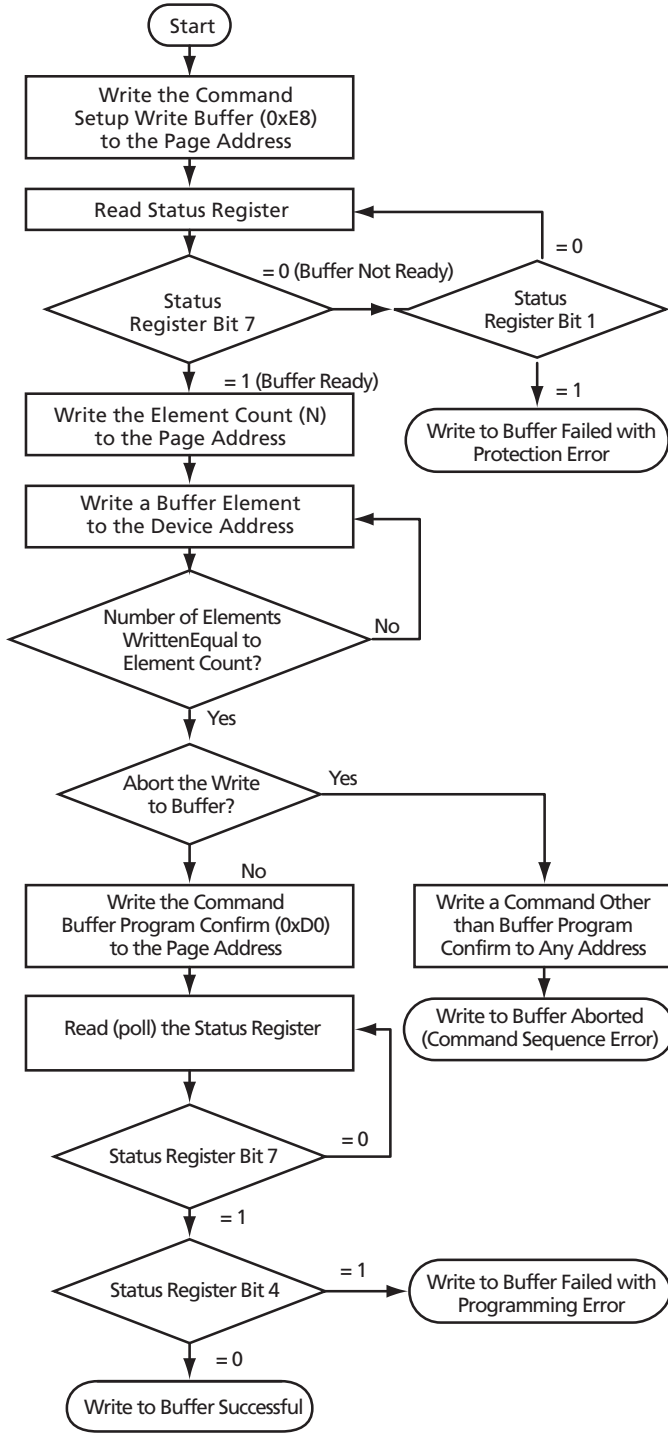 Start
Write the Command
Setup Write Buffer (0xE8)
to the Page Address
Read Status Register
= 0
= 0 (Buffer Not Ready)
Status
Register Bit 7
Status
Register Bit 1
= 1 (Buffer Ready)
= 1
Write the Element Count (N)
to the Page Address
Write to Buffer Failed with
Protection Error
Write a Buffer Element
to the Device Address
Number of Elements
WrittenEqual to
Element Count?
No
Yes
Abort the Write
to Buffer?
Yes
No
Write the Command
Buffer Program Confirm (0xD0)
to the Page Address
Write a Command Other
than Buffer Program
Confirm to Any Address
Read (poll) the Status Register
Write to Buffer Aborted
(Command Sequence Error)
Status Register Bit 7
= 0
= 1
Status Register Bit 4
= 1
Write to Buffer Failed with
Programming Error
= 0
Write to Buffer Successful